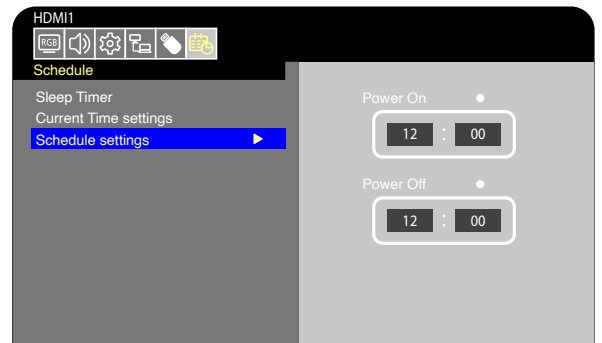 HDMI1
RGB
Schedule
Sleep Timer
Current Time settings
Schedule settings
Power On
12 : 00
Power Off
12 : 00